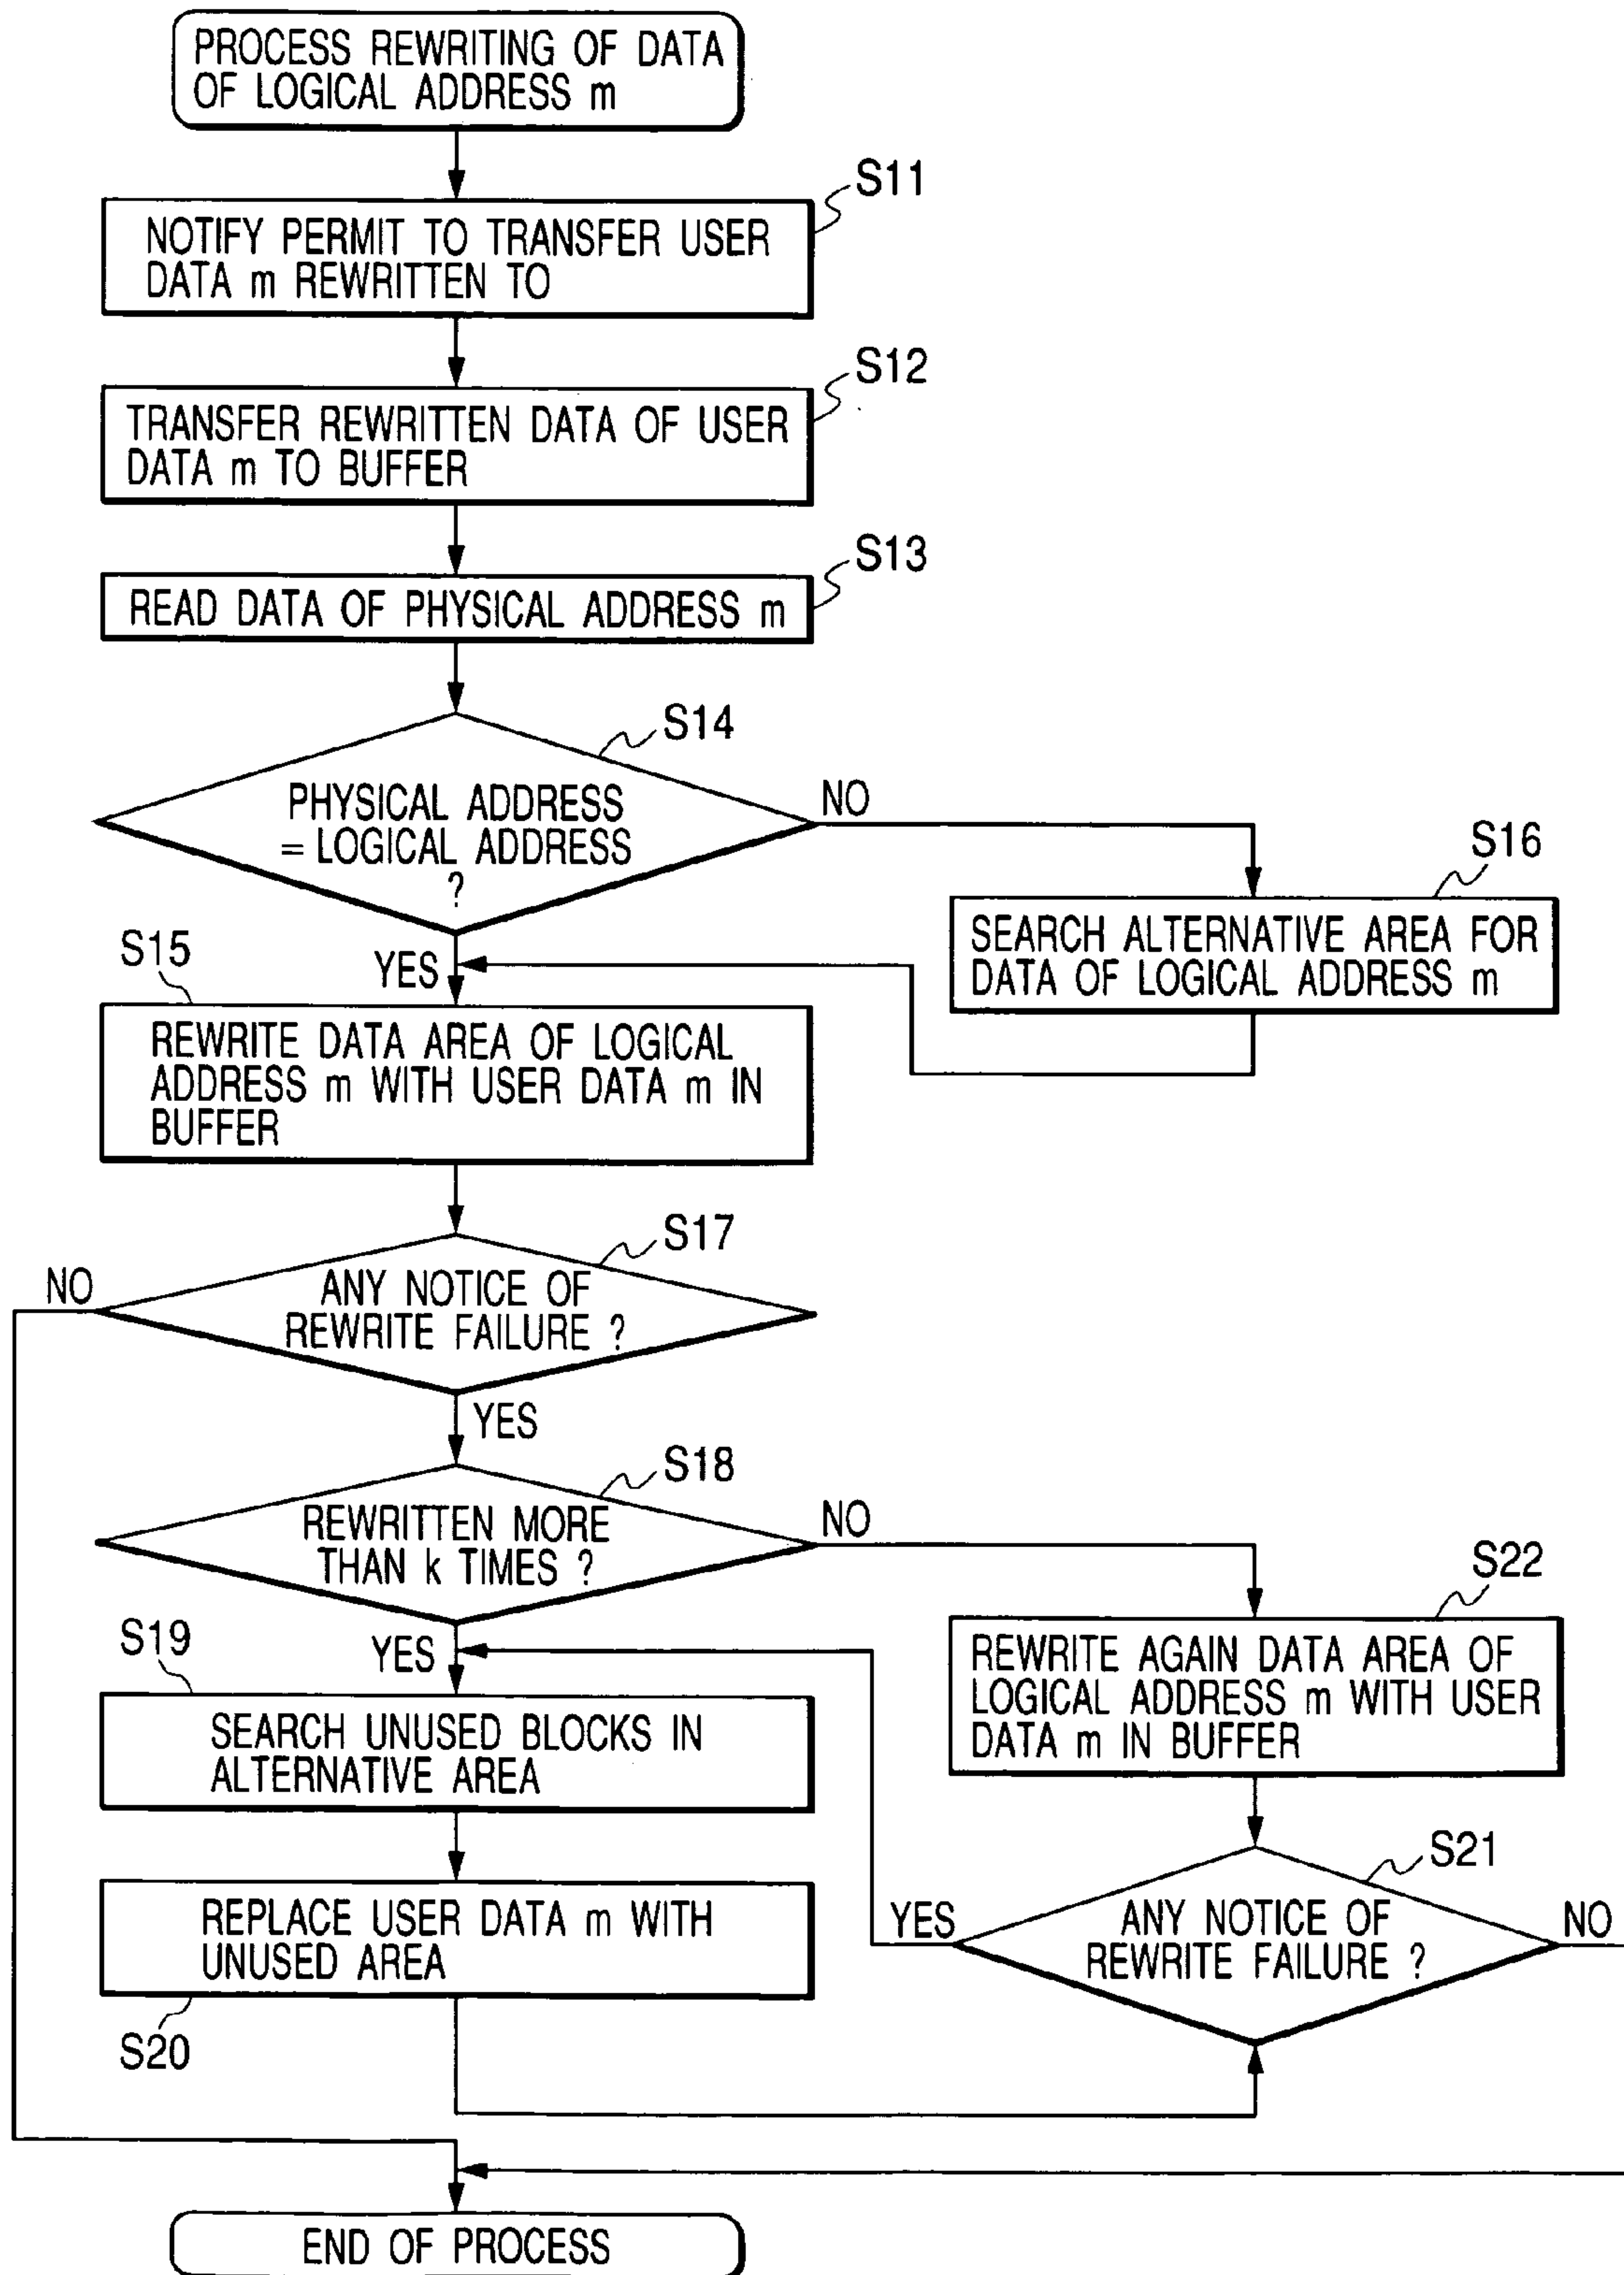 PROCESS REWRITING OF DATA
OF LOGICAL ADDRESS m
S11
NOTIFY PERMIT TO TRANSFER USER
DATA m REWRITTEN TO
S12
TRANSFER REWRITTEN DATA OF USER
DATA m TO BUFFER
S13
READ DATA OF PHYSICAL ADDRESS m
S14
PHYSICAL ADDRESS
= LOGICAL ADDRESS
?
NO
S16
SEARCH ALTERNATIVE AREA FOR
DATA OF LOGICAL ADDRESS m
YES
S15
REWRITE DATA AREA OF LOGICAL
ADDRESS m WITH USER DATA m IN
BUFFER
S17
ANY NOTICE OF
REWRITE FAILURE ?
NO
YES
S18
REWRITTEN MORE
THAN k TIMES ?
NO
S22
REWRITE AGAIN DATA AREA OF
LOGICAL ADDRESS m WITH USER
DATA m IN BUFFER
YES
S19
SEARCH UNUSED BLOCKS IN
ALTERNATIVE AREA
S21
ANY NOTICE OF
REWRITE FAILURE ?
YES
NO
REPLACE USER DATA m WITH
UNUSED AREA
S20
END OF PROCESS